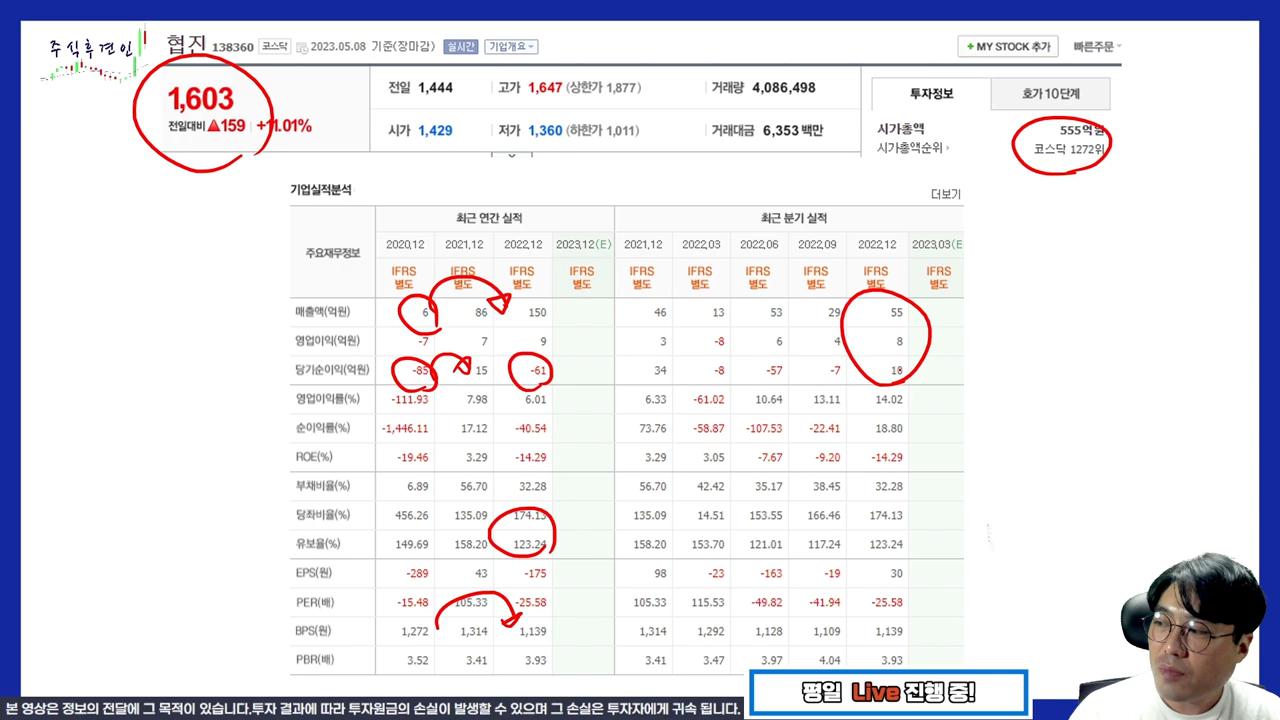 주식후견인
협진 138360 코스닥 2023.05.08 기준(장마감) 실시간 기업개요
+ MY STOCK 추가 빠른주문
1,603
전일대비 ▲159 +11.01%
전일 1,444 고가 1,647 (상한가 1,877) 거래량 4,086,498
시가 1,429 저가 1,360 (하한가 1,011) 거래대금 6,353 백만
투자정보 호가 10단계
시가총액 555억원
시가총액순위 코스닥 1272위
기업실적분석 더보기
주요재무정보 최근 연간 실적 최근 분기 실적
2020.12 2021.12 2022.12 2023.12(E) 2021.12 2022.03 2022.06 2022.09 2022.12 2023.03(E)
IFRS IFRS IFRS IFRS IFRS IFRS IFRS IFRS IFRS IFRS
별도 별도 별도 별도 별도 별도 별도 별도 별도 별도
매출액(억원) 6 86 150 46 13 53 29 55
영업이익(억원) -7 7 9 3 -8 6 4 8
당기순이익(억원) -85 15 -61 34 -8 -57 -7 10
영업이익률(%) -111.93 7.98 6.01 6.33 -61.02 10.64 13.11 14.02
순이익률(%) -1,446.11 17.12 -40.54 73.76 -58.87 -107.53 -22.41 18.80
ROE(%) -19.46 3.29 -14.29 3.29 3.05 -7.67 -9.20 -14.29
부채비율(%) 6.89 56.70 32.28 56.70 42.42 35.17 38.45 32.28
당좌비율(%) 456.26 135.09 174.13 135.09 14.51 153.55 166.46 174.13
유보율(%) 149.69 158.20 123.24 158.20 153.70 121.01 117.24 123.24
EPS(원) -289 43 -175 98 -23 -163 -19 30
PER(배) -15.48 105.33 -25.58 105.33 115.53 -49.82 -41.94 -25.58
BPS(원) 1,272 1,314 1,139 1,314 1,292 1,128 1,109 1,139
PBR(배) 3.52 3.41 3.93 3.41 3.47 3.97 4.04 3.93
평일 Live 진행 중!
본 영상은 정보의 전달에 그 목적이 있습니다.투자 결과에 따라 투자원금의 손실이 발생할 수 있으며 그 손실은 투자자에게 귀속 됩니다.